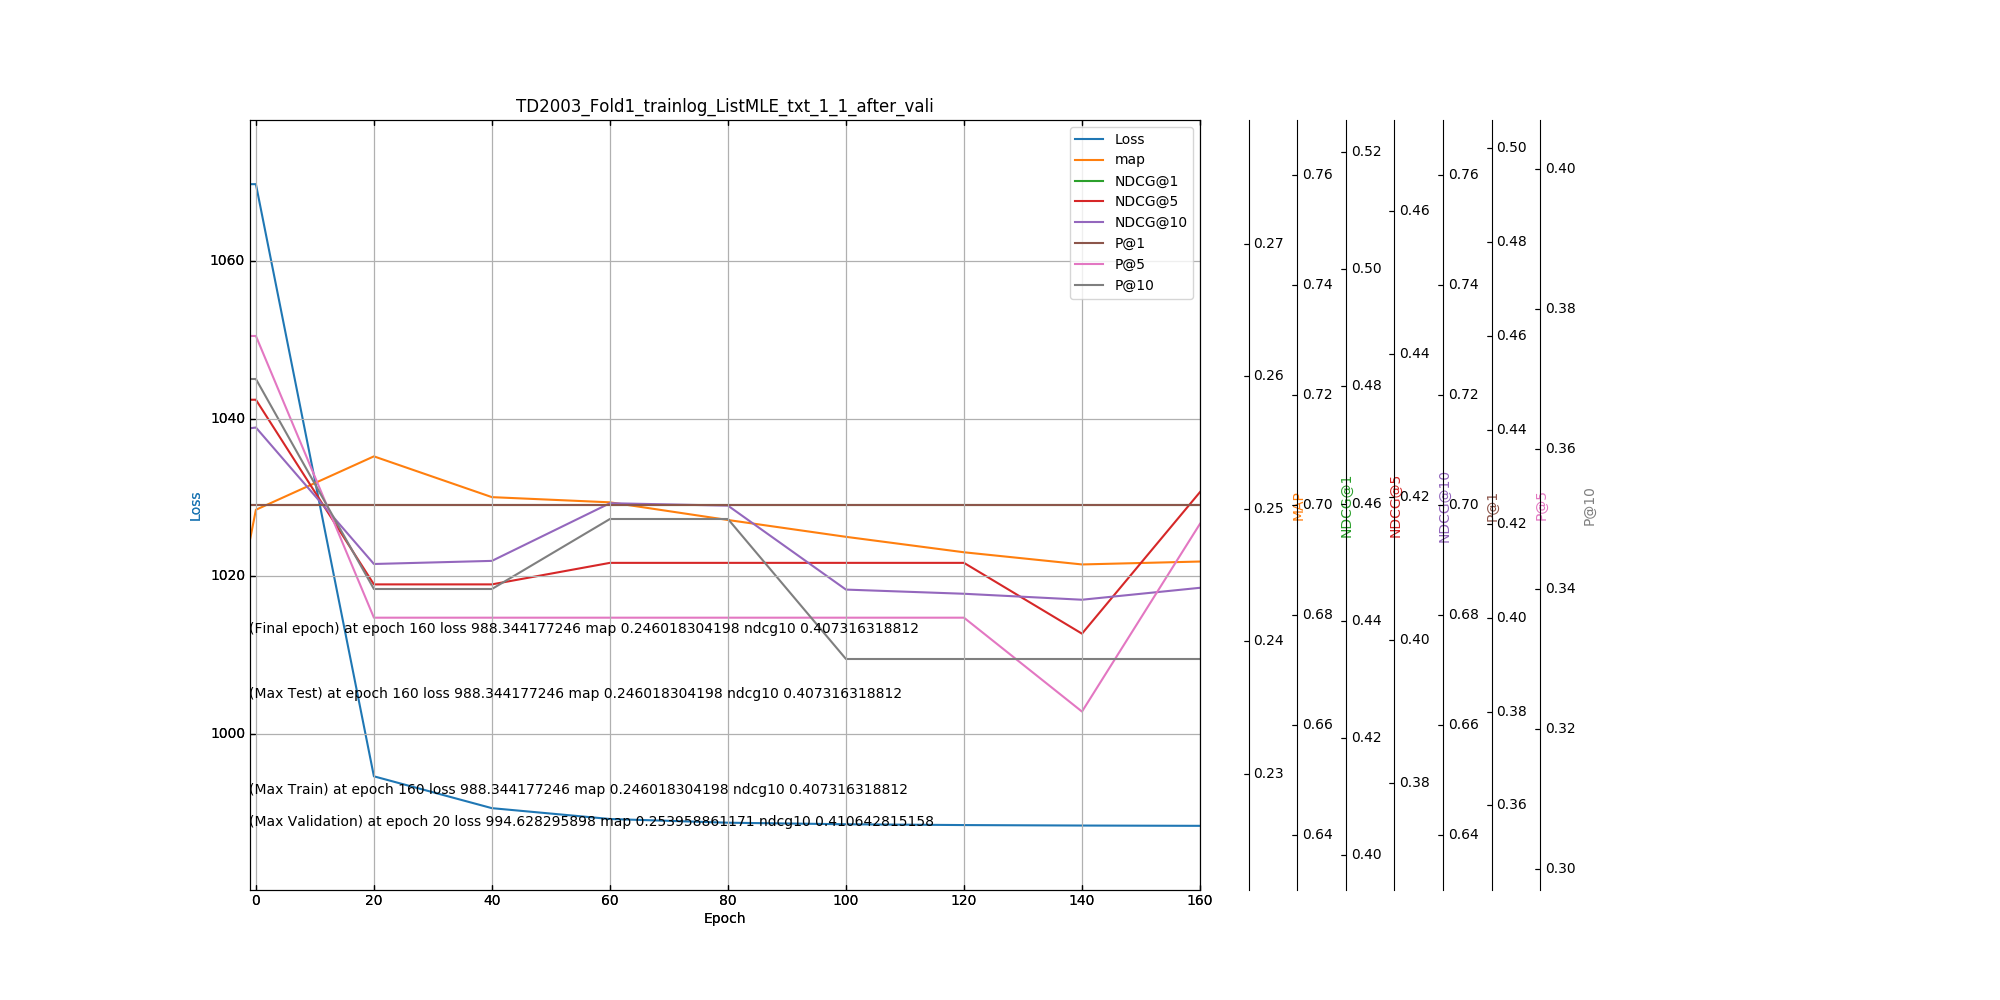 TD2003_Fold1_trainlog_ListMLE_txt_1_1_after_vali
Loss
map
NDCG@1
NDCG@5
NDCG@10
P@1
P@5
P@10
1060
1040
1020
1000
Loss
(Final epoch) at epoch 160 loss 988.344177246 map 0.246018304198 ndcg10 0.407316318812
(Max Test) at epoch 160 loss 988.344177246 map 0.246018304198 ndcg10 0.407316318812
(Max Train) at epoch 160 loss 988.344177246 map 0.246018304198 ndcg10 0.407316318812
(Max Validation) at epoch 20 loss 994.628295898 map 0.253958861171 ndcg10 0.410642815158
0 20 40 60 80 100 120 140 160
Epoch
0.27
0.26
0.25
0.24
0.23
MAP
0.76
0.74
0.72
0.70
0.68
0.66
0.64
NDCG@1
0.52
0.50
0.48
0.46
0.44
0.42
0.40
NDCG@5
0.46
0.44
0.42
0.40
0.38
NDCG@10
0.76
0.74
0.72
0.70
0.68
0.66
0.64
P@1
0.50
0.48
0.46
0.44
0.42
0.40
0.38
0.36
P@5
0.40
0.38
0.36
0.34
0.32
0.30
P@10